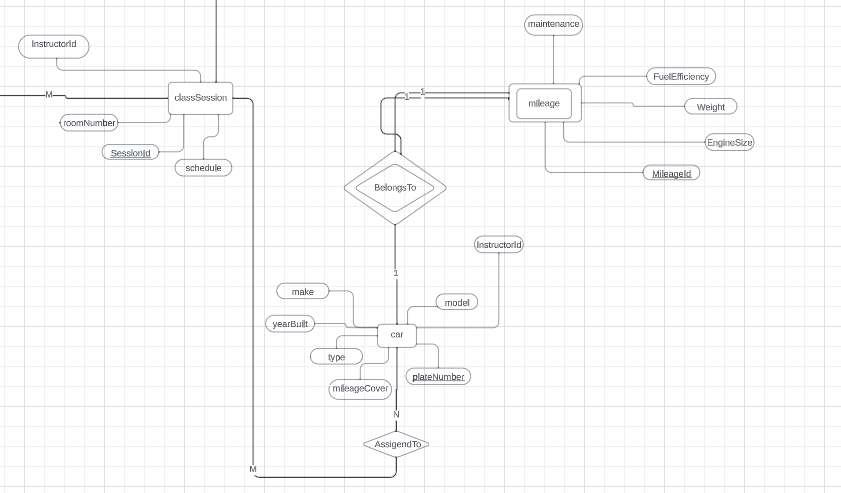 maintenance
InstructorId
FuelEfficiency
M
classSession
1
1
mileage
Weight
roomNumber
EngineSize
SessionId
schedule
MileageId
BelongsTo
InstructorId
1
make
model
yearBuilt
car
type
plateNumber
mileageCover
N
AssigendTo
M